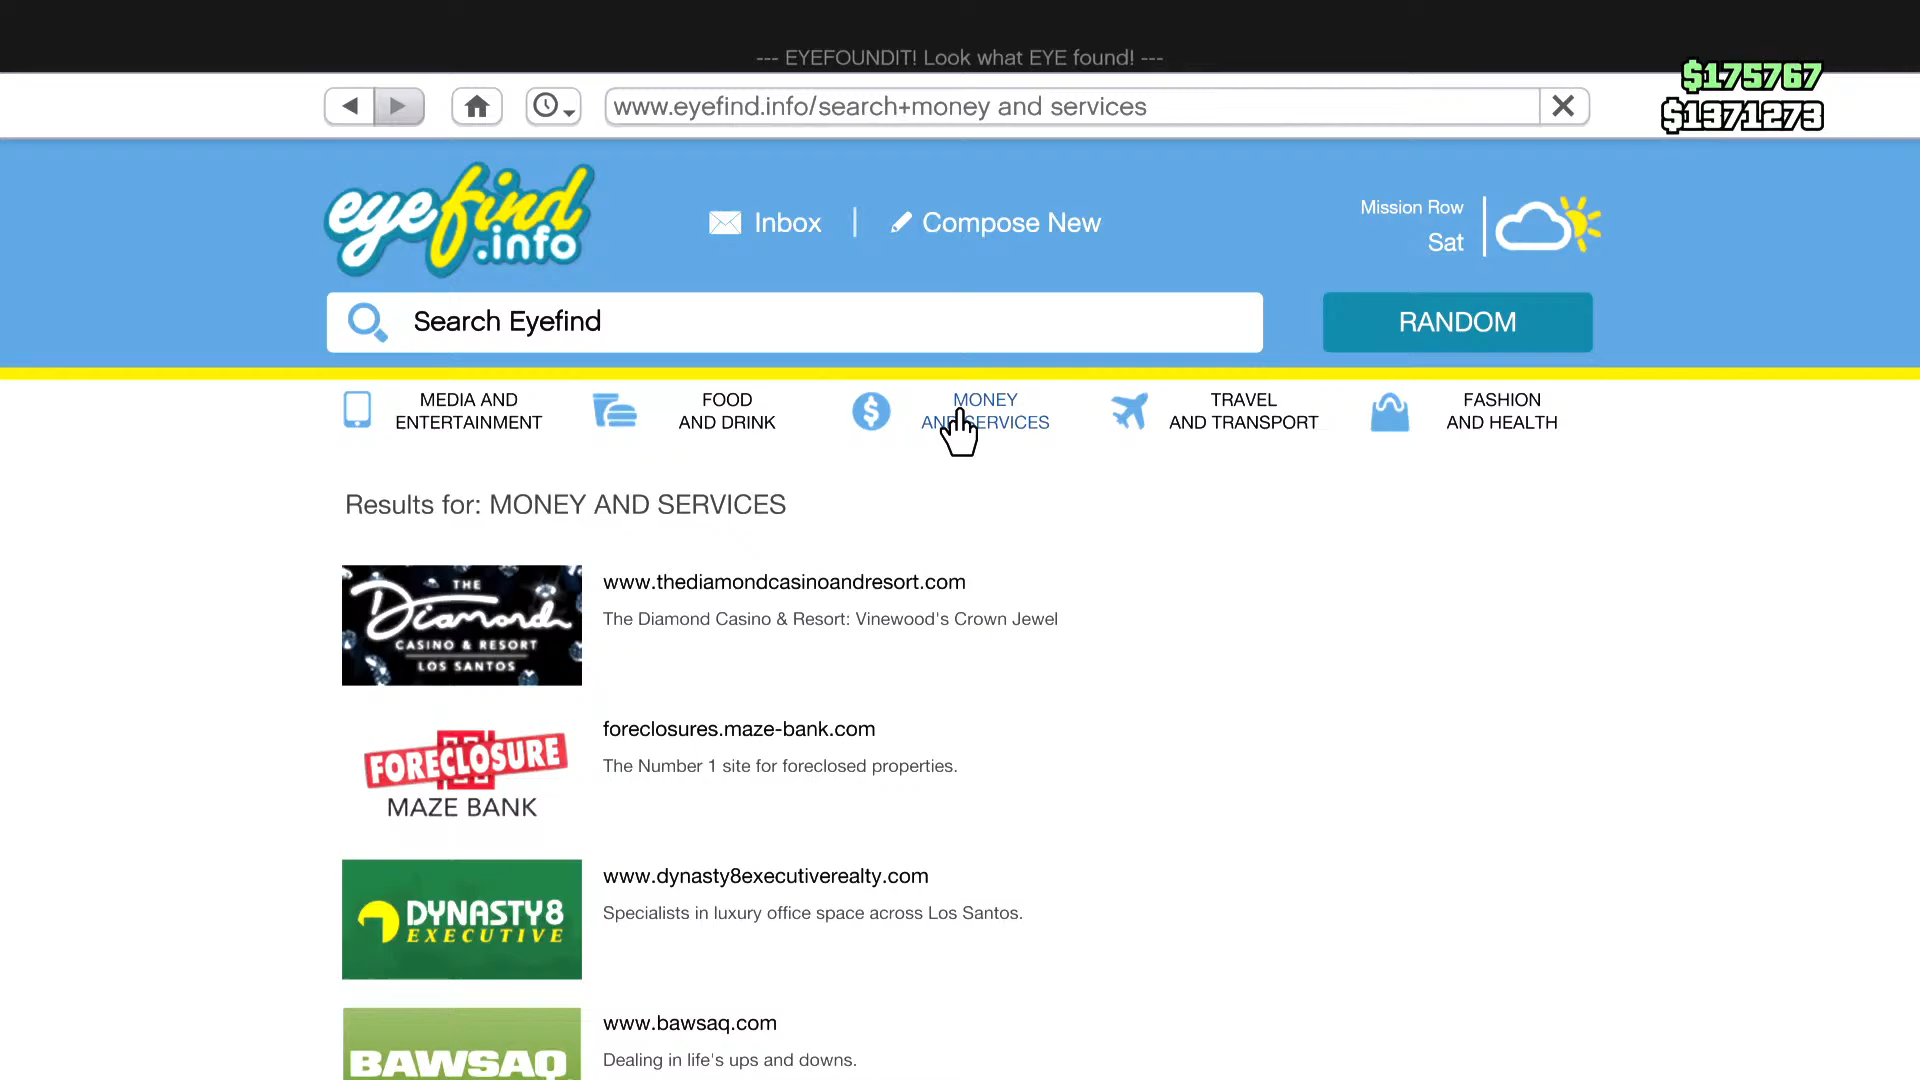 --- EYEFOUNDIT! Look what EYE found! ---
$175767
www.eyefind.info/search+money and services
$1371273
eyefind
.info
Inbox
Compose New
Mission Row
Sat
Search Eyefind
RANDOM
MEDIA AND
ENTERTAINMENT
FOOD
AND DRINK
MONEY
AND SERVICES
TRAVEL
AND TRANSPORT
FASHION
AND HEALTH
Results for: MONEY AND SERVICES
THE
Diamond
CASINO & RESORT
LOS SANTOS
www.thediamondcasinoandresort.com
The Diamond Casino & Resort: Vinewood's Crown Jewel
FORECLOSURE
MAZE BANK
foreclosures.maze-bank.com
The Number 1 site for foreclosed properties.
DYNASTY8
EXECUTIVE
www.dynasty8executiverealty.com
Specialists in luxury office space across Los Santos.
BAWSAQ
www.bawsaq.com
Dealing in life's ups and downs.